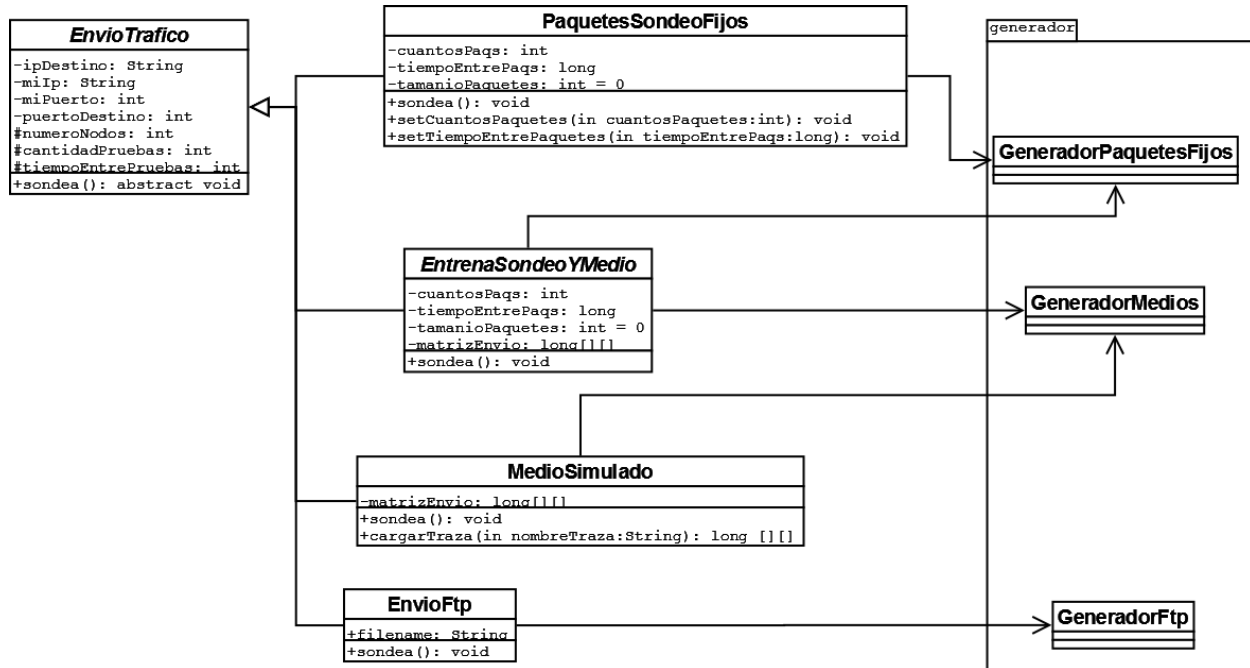 EnvioTrafico
-ipDestino: String
-miIp: String
-miPuerto: int
-puertoDestino: int
#numeroNodos: int
#cantidadPruebas: int
#tiempoEntrePruebas: int
+sondea(): abstract void
PaquetesSondeoFijos
-cuantosPaqs: int
-tiempoEntrePaqs: long
-tamanioPaquetes: int = 0
+sondea(): void
+setCuantosPaquetes(in cuantosPaquetes:int): void
+setTiempoEntrePaquetes(in tiempoEntrePaqs:long): void
generador
GeneradorPaquetesFijos
EntrenaSondeoYMedio
-cuantosPaqs: int
-tiempoEntrePaqs: long
-tamanioPaquetes: int = 0
-matrizEnvio: long[][]
+sondea(): void
GeneradorMedios
MedioSimulado
-matrizEnvio: long[][]
+sondea(): void
+cargarTraza(in nombreTraza:String): long [][]
EnvioFtp
+filename: String
+sondea(): void
GeneradorFtp